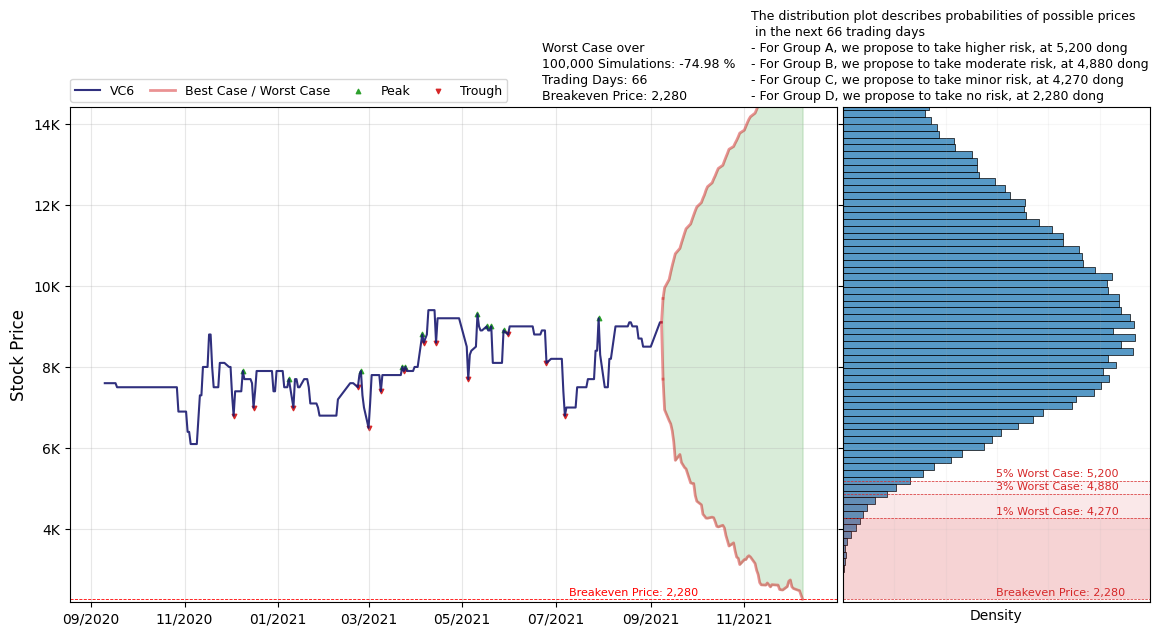 The distribution plot describes probabilities of possible prices
in the next 66 trading days
- For Group A, we propose to take higher risk, at 5,200 dong
- For Group B, we propose to take moderate risk, at 4,880 dong
- For Group C, we propose to take minor risk, at 4,270 dong
- For Group D, we propose to take no risk, at 2,280 dong
Worst Case over
100,000 Simulations: -74.98 %
Trading Days: 66
Breakeven Price: 2,280
VC6
Best Case / Worst Case
Peak
Trough
Stock Price
14K
12K
10K
8K
6K
4K
Breakeven Price: 2,280
09/2020
11/2020
01/2021
03/2021
05/2021
07/2021
09/2021
11/2021
5% Worst Case: 5,200
3% Worst Case: 4,880
1% Worst Case: 4,270
Breakeven Price: 2,280
Density